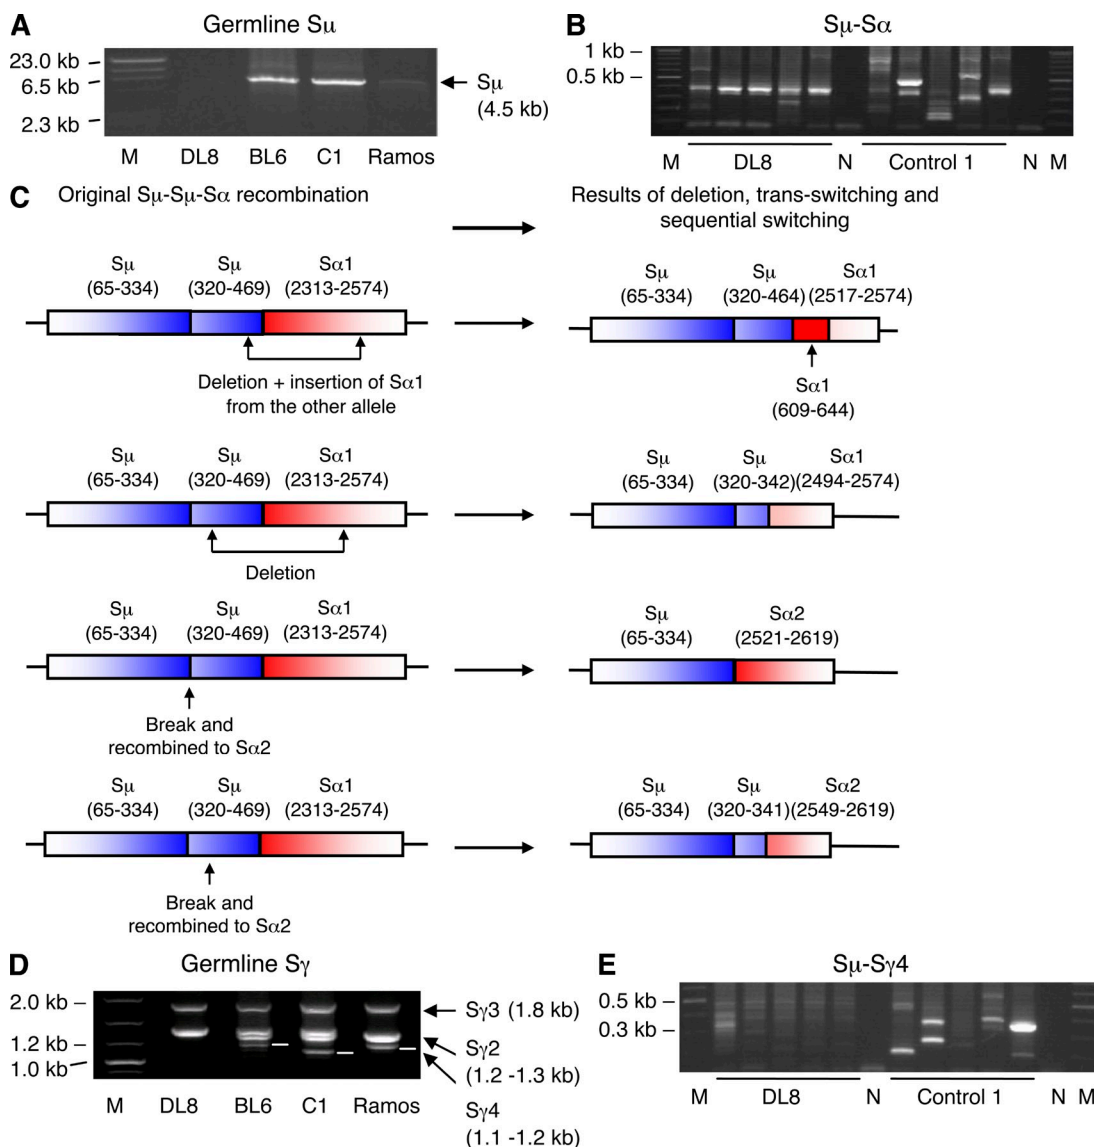 A
Germline Sμ
23.0 kb
6.5 kb
2.3 kb
Sμ
(4.5 kb)
M DL8 BL6 C1 Ramos
B
Sμ-Sα
1 kb
0.5 kb
M DL8 N Control 1 N M
C
Original Sμ-Sμ-Sα recombination
Results of deletion, trans-switching and
sequential switching
Sμ Sμ Sα1
(65-334) (320-469) (2313-2574)
Deletion + insertion of Sα1
from the other allele
Sμ Sμ Sα1
(65-334) (320-464) (2517-2574)
Sα1
(609-644)
Sμ Sμ Sα1
(65-334) (320-469) (2313-2574)
Deletion
Sμ Sμ Sα1
(65-334) (320-342) (2494-2574)
Sμ Sμ Sα1
(65-334) (320-469) (2313-2574)
Break and
recombined to Sα2
Sμ Sα2
(65-334) (2521-2619)
Sμ Sμ Sα1
(65-334) (320-469) (2313-2574)
Break and
recombined to Sα2
Sμ Sμ Sα2
(65-334) (320-341) (2549-2619)
D
Germline Sγ
2.0 kb
1.2 kb
1.0 kb
Sγ3 (1.8 kb)
Sγ2
(1.2 -1.3 kb)
Sγ4
(1.1 -1.2 kb)
M DL8 BL6 C1 Ramos
E
Sμ-Sγ4
0.5 kb
0.3 kb
M DL8 N Control 1 N M